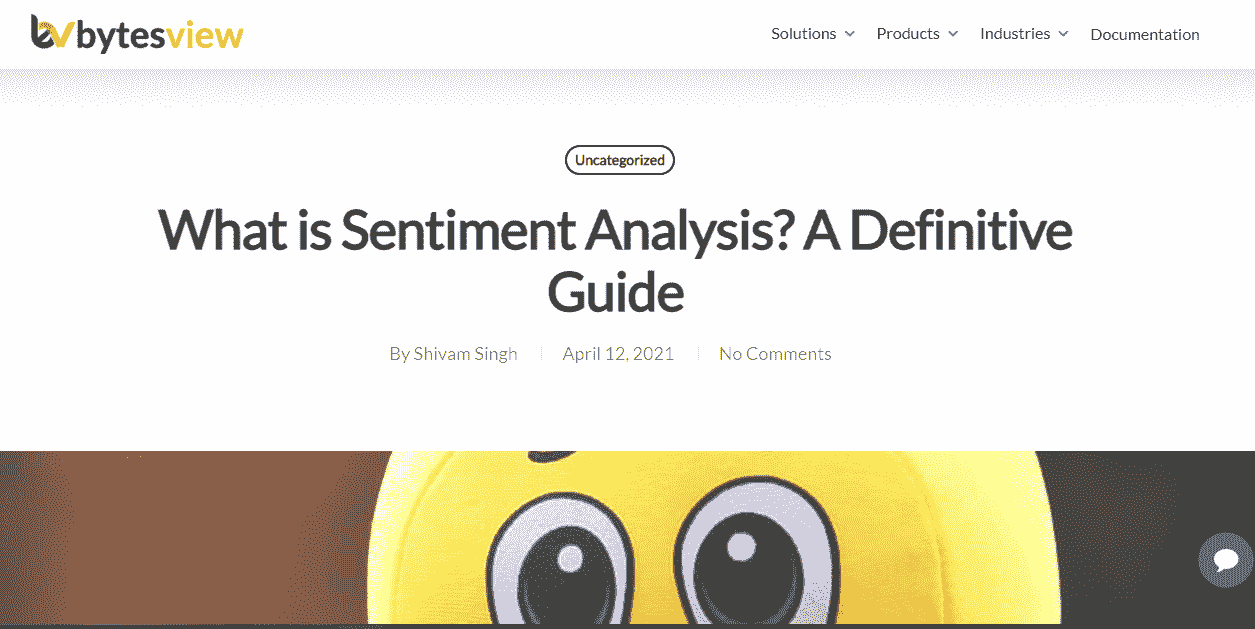 bytesview
Solutions
Products
Industries
Documentation
Uncategorized
What is Sentiment Analysis? A Definitive
Guide
By Shivam Singh
April 12, 2021
No Comments